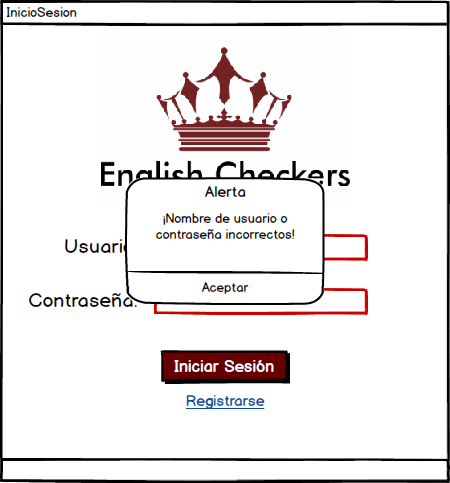 InicioSesion
English Checkers
Alerta
¡Nombre de usuario o
contraseña incorrectos!
Usuari
Aceptar
Contraseña:
Iniciar Sesión
Registrarse